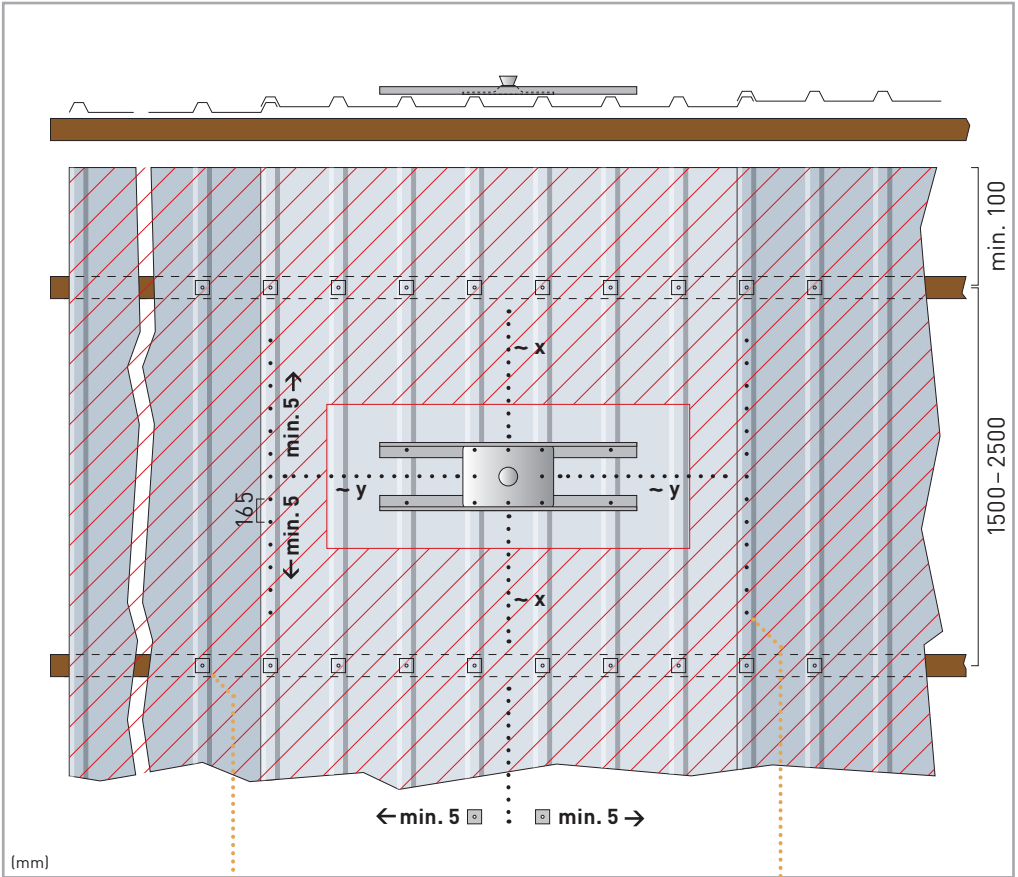 min. 100
~ x
min. 5 →
~ y
~ y
165
← min. 5
1500–2500
~ x
← min. 5
min. 5 →
(mm)